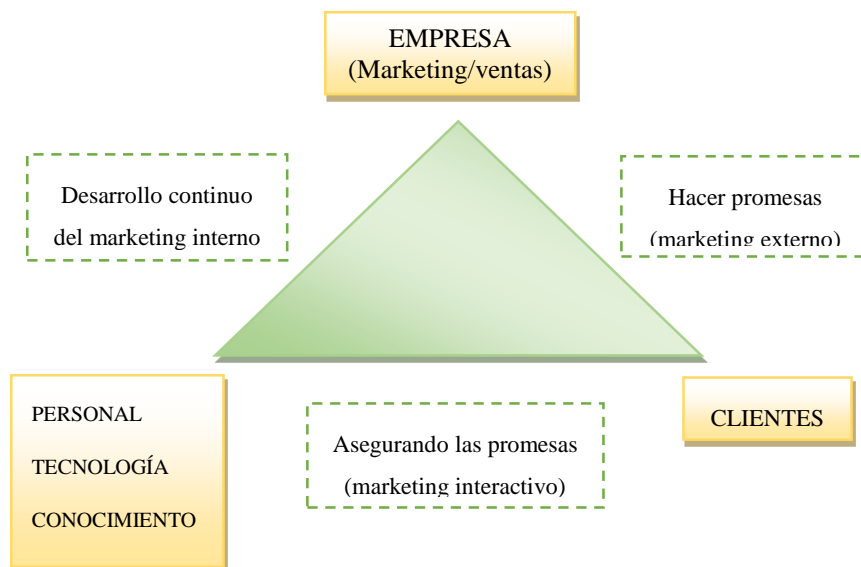 EMPRESA
(Marketing/ventas)
Desarrollo continuo
del marketing interno
Hacer promesas
(marketing externo)
PERSONAL
TECNOLOGÍA
CONOCIMIENTO
Asegurando las promesas
(marketing interactivo)
CLIENTES